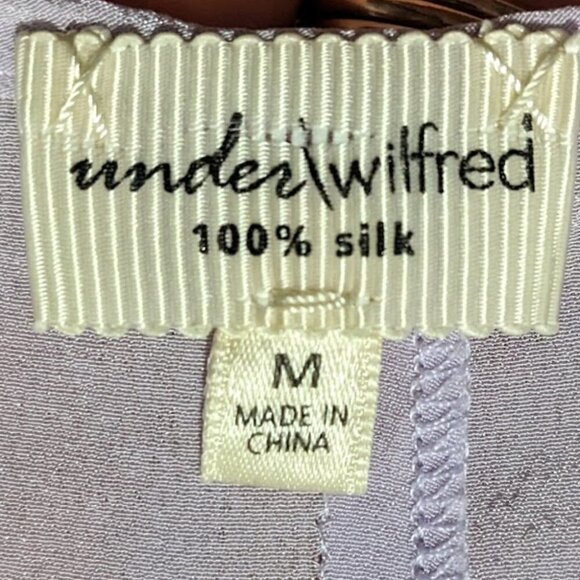 under\wilfred
100% silk
M
MADE IN
CHINA